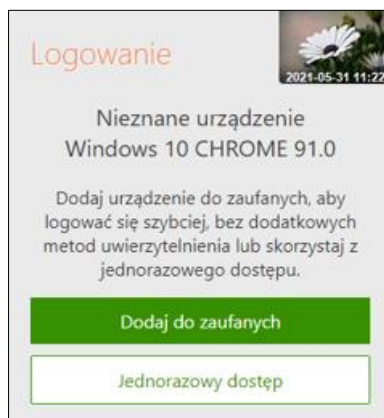 Logowanie
2021-05-31 11:22
Nieznane urządzenie
Windows 10 CHROME 91.0
Dodaj urządzenie do zaufanych, aby
logować się szybciej, bez dodatkowych
metod uwierzytelnienia lub skorzystaj z
jednorazowego dostępu.
Dodaj do zaufanych
Jednorazowy dostęp